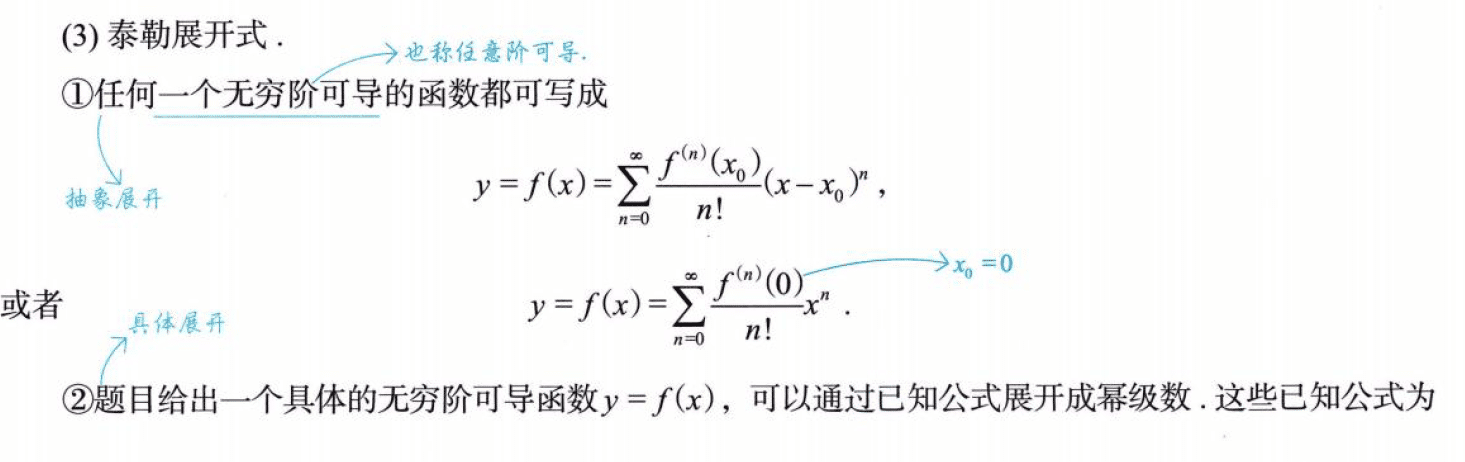 (3) 泰勒展开式.
也称任意阶可导.
①任何一个无穷阶可导的函数都可写成
抽象展开
y = f(x) = ∑_{n=0}^{∞} \frac{f^{(n)}(x_0)}{n!}(x − x_0)^n ,
或者 y = f(x) = ∑_{n=0}^{∞} \frac{f^{(n)}(0)}{n!}x^n .
x_0 = 0
具体展开
②题目给出一个具体的无穷阶可导函数y = f(x)，可以通过已知公式展开成幂级数.这些已知公式为